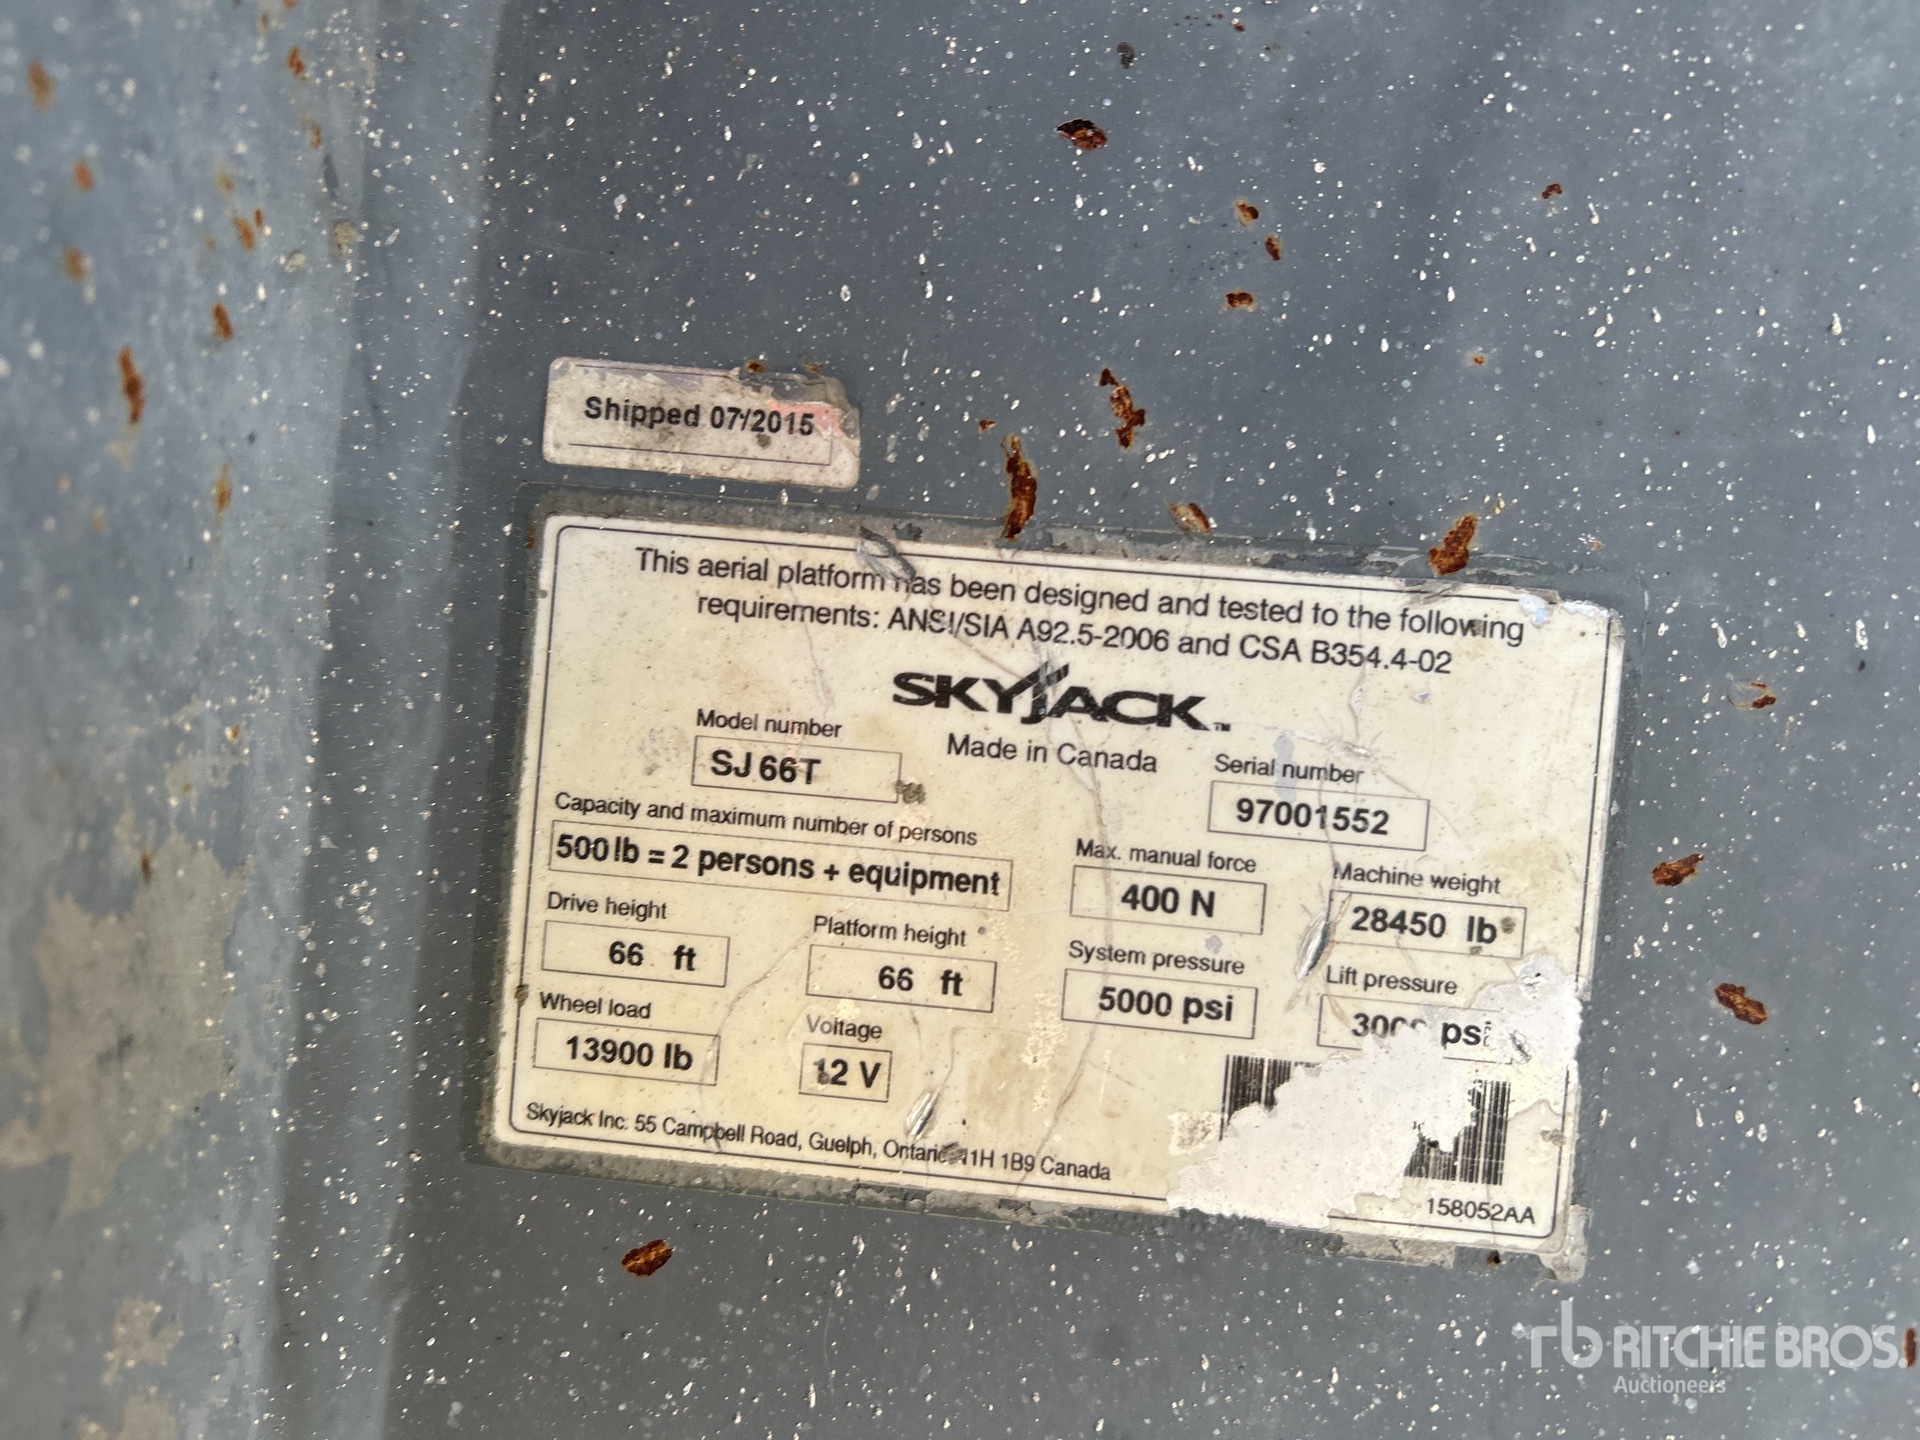 Shipped 07/2015
This aerial platform has been designed and tested to the following
requirements: ANSI/SIA A92.5-2006 and CSA B354.4-02
SKYJACK™
Made in Canada
Model number
SJ 66T
Serial number
97001552
Capacity and maximum number of persons
500 lb = 2 persons + equipment
Max. manual force
400 N
Machine weight
28450 lb
Drive height
66 ft
Platform height
66 ft
System pressure
5000 psi
Lift pressure
psi
Wheel load
13900 lb
Voltage
12 V
Skyjack Inc. 55 Campbell Road, Guelph, Ontario 1B9 Canada
158052AA
rb RITCHIE BROS.
Auctioneers